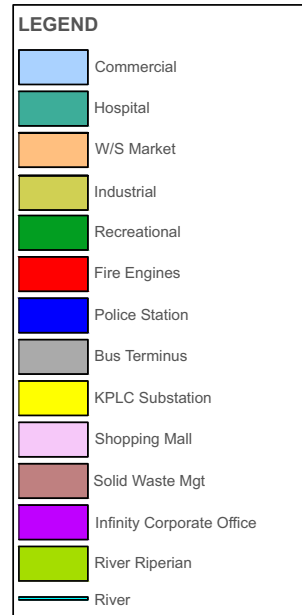 LEGEND
Commercial
Hospital
W/S Market
Industrial
Recreational
Fire Engines
Police Station
Bus Terminus
KPLC Substation
Shopping Mall
Solid Waste Mgt
Infinity Corporate Office
River Riperian
River